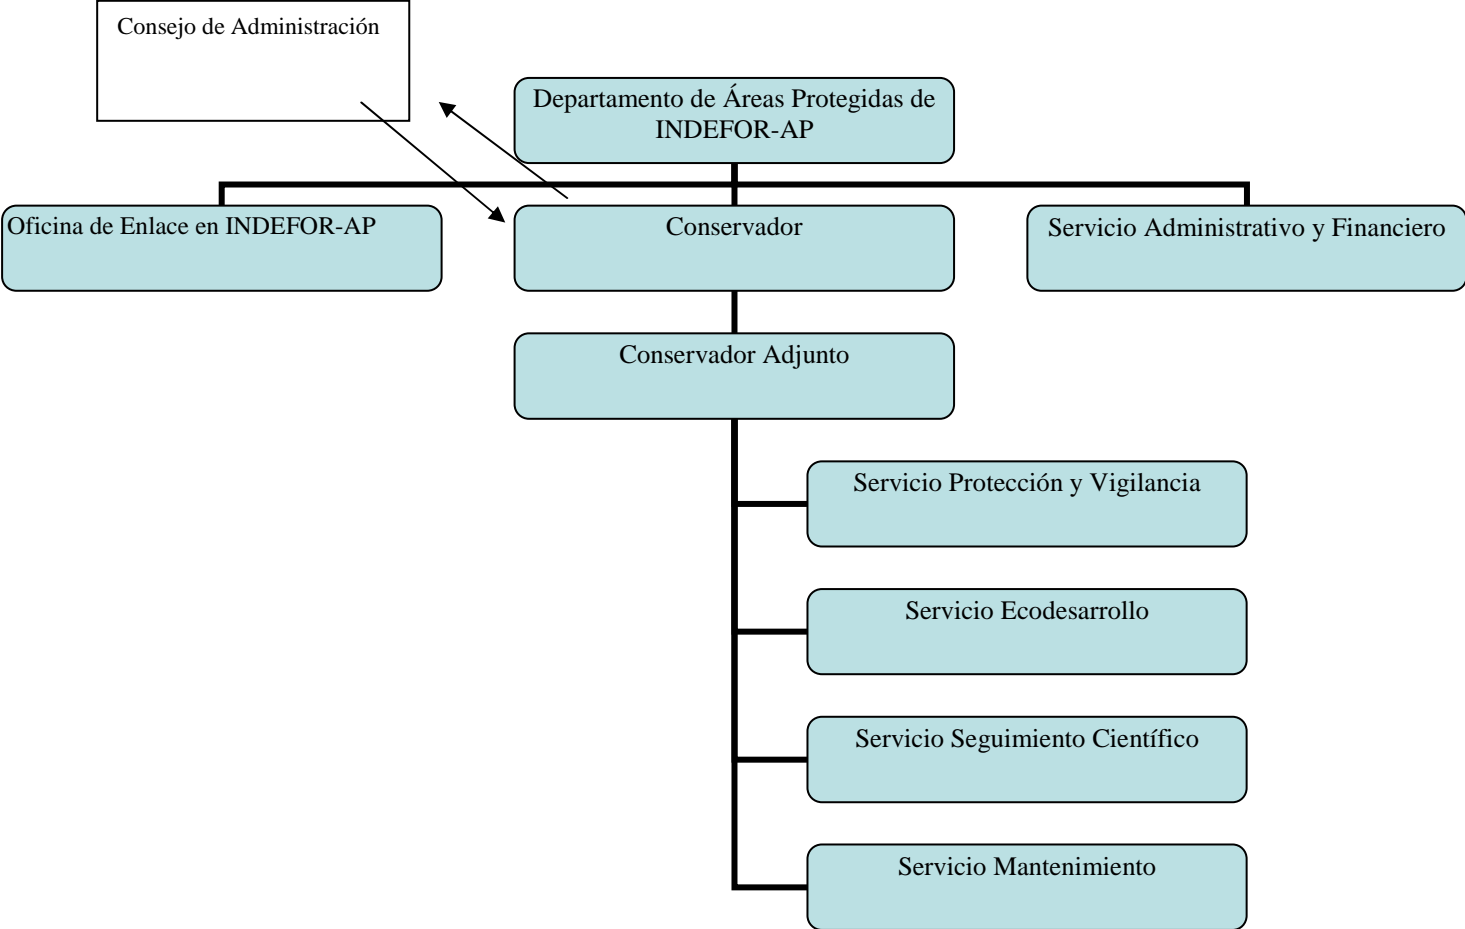 Consejo de Administración
Departamento de Áreas Protegidas de
INDEFOR-AP
Oficina de Enlace en INDEFOR-AP
Conservador
Servicio Administrativo y Financiero
Conservador Adjunto
Servicio Protección y Vigilancia
Servicio Ecodesarrollo
Servicio Seguimiento Científico
Servicio Mantenimiento